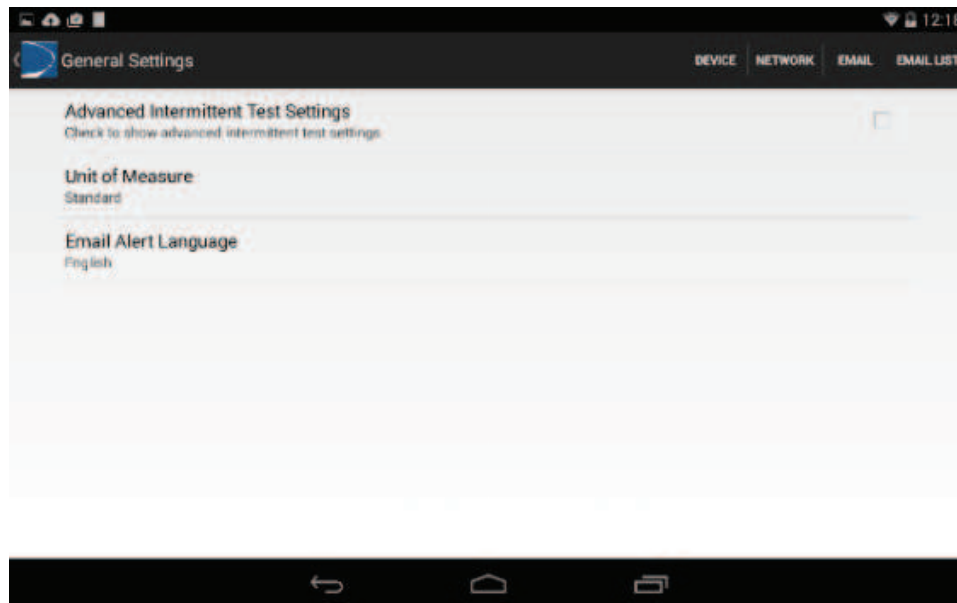 12:18
General Settings
DEVICE
NETWORK
EMAIL
EMAIL LIST
Advanced Intermittent Test Settings
Check to show advanced intermittent test settings
Unit of Measure
Standard
Email Alert Language
English